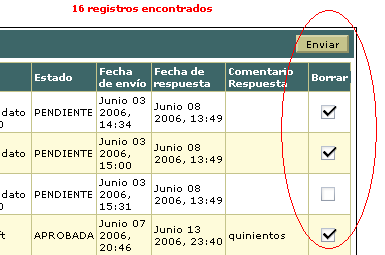 16 registros encontrados
Enviar
Estado Fecha de envío Fecha de respuesta Comentario Respuesta Borrar
dato PENDIENTE Junio 03 2006, 14:34 Junio 08 2006, 13:49
dato PENDIENTE Junio 03 2006, 15:00 Junio 08 2006, 13:49
dato PENDIENTE Junio 03 2006, 15:31 Junio 08 2006, 13:49
ft APROBADA Junio 07 2006, 20:46 Junio 13 2006, 23:40 quinientos